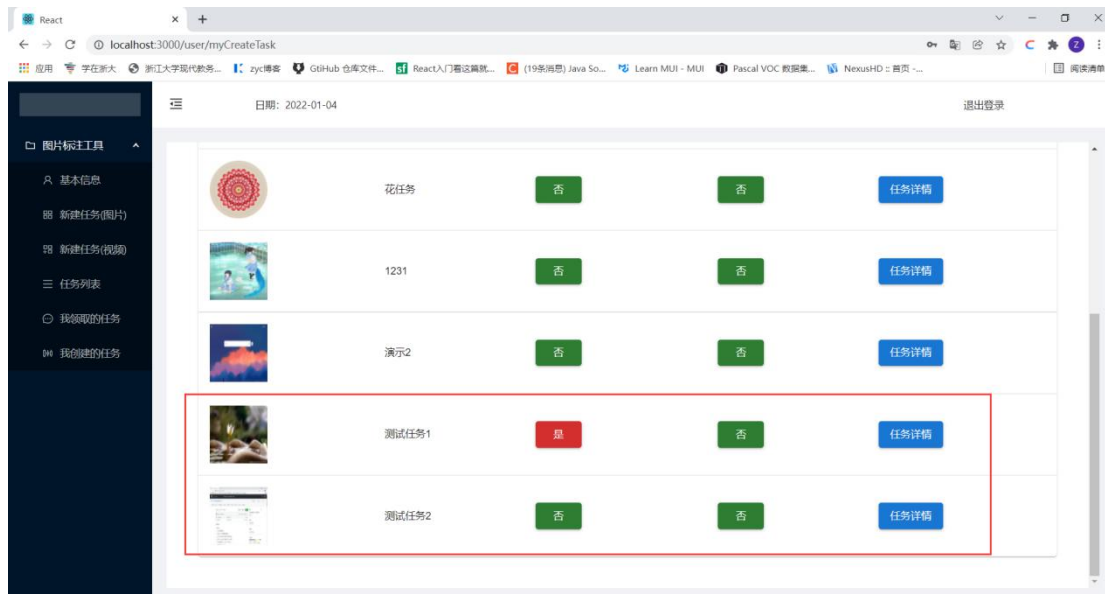 React
localhost:3000/user/myCreateTask
应用 学在浙大 浙江大学现代教务... zyc博客 GtiHub 仓库文件... React入门看这篇就... (19条消息) Java So... Learn MUI - MUI Pascal VOC 数据集... NexusHD :: 首页 -... 阅读清单
日期: 2022-01-04 退出登录
图片标注工具
基本信息
新建任务(图片)
新建任务(视频)
任务列表
我领取的任务
我创建的任务
花任务 否 否 任务详情
1231 否 否 任务详情
演示2 否 否 任务详情
测试任务1 是 否 任务详情
测试任务2 否 否 任务详情